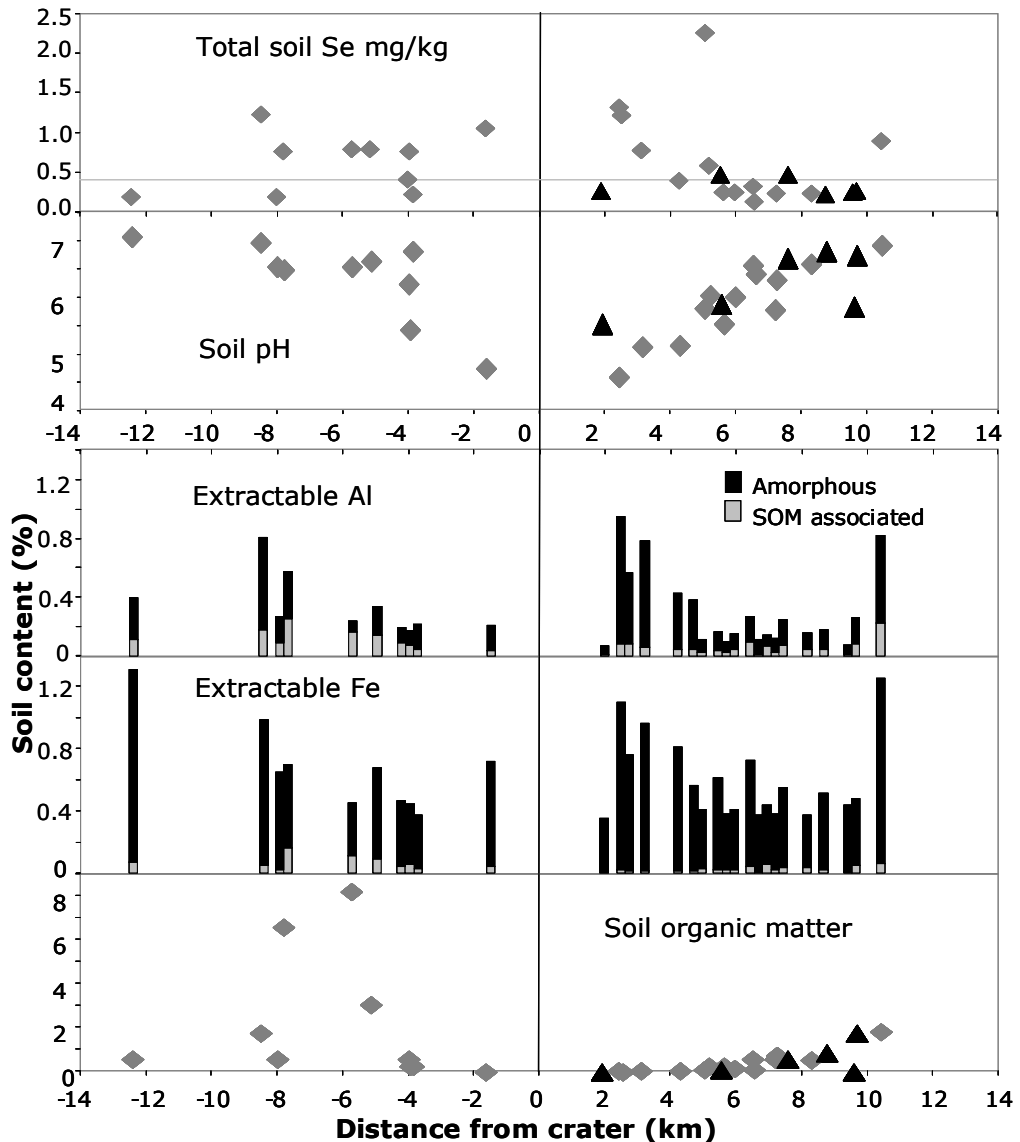 2.5
Total soil Se mg/kg
2.0
1.5
1.0
0.5
0.0
7
6
Soil pH
5
4
-14 -12 -10 -8 -6 -4 -2 0 2 4 6 8 10 12 14
Soil content (%)
1.2
Extractable Al
Amorphous
SOM associated
0.8
0.4
0
Extractable Fe
1.2
0.8
0.4
0
8
Soil organic matter
6
4
2
0
-14 -12 -10 -8 -6 -4 -2 0 2 4 6 8 10 12 14
Distance from crater (km)